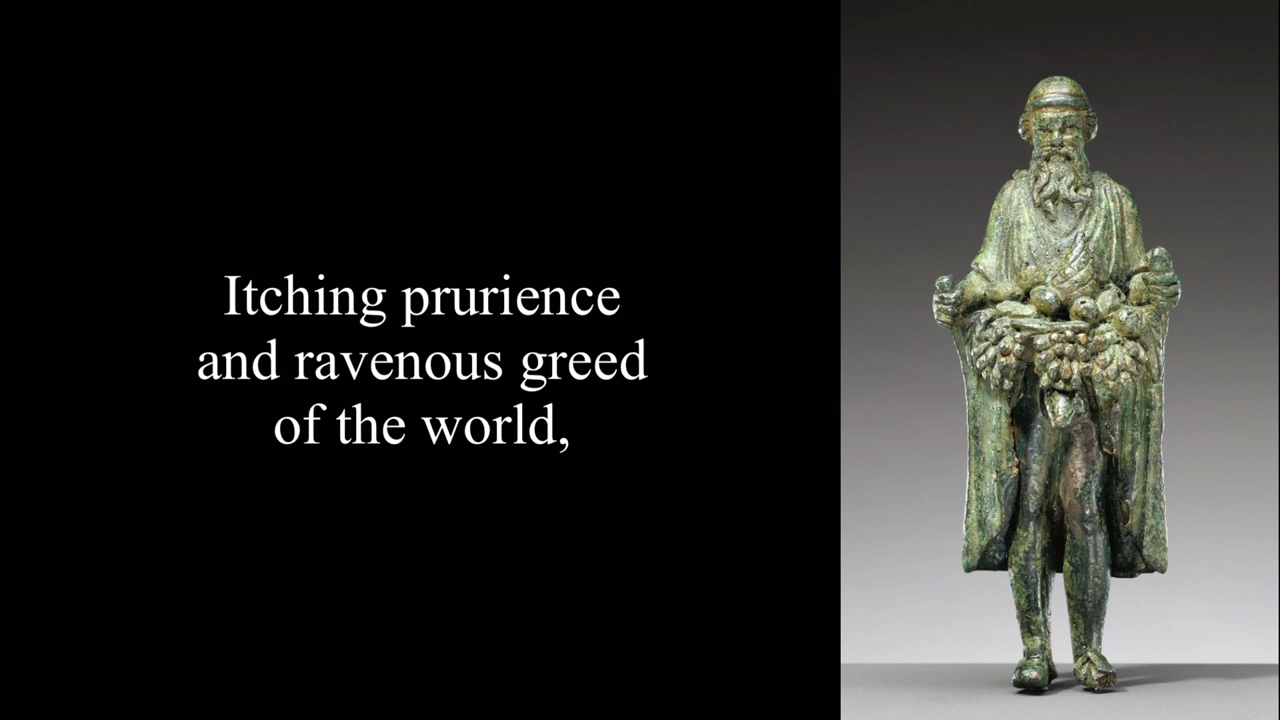 Itching prurience
and ravenous greed
of the world,